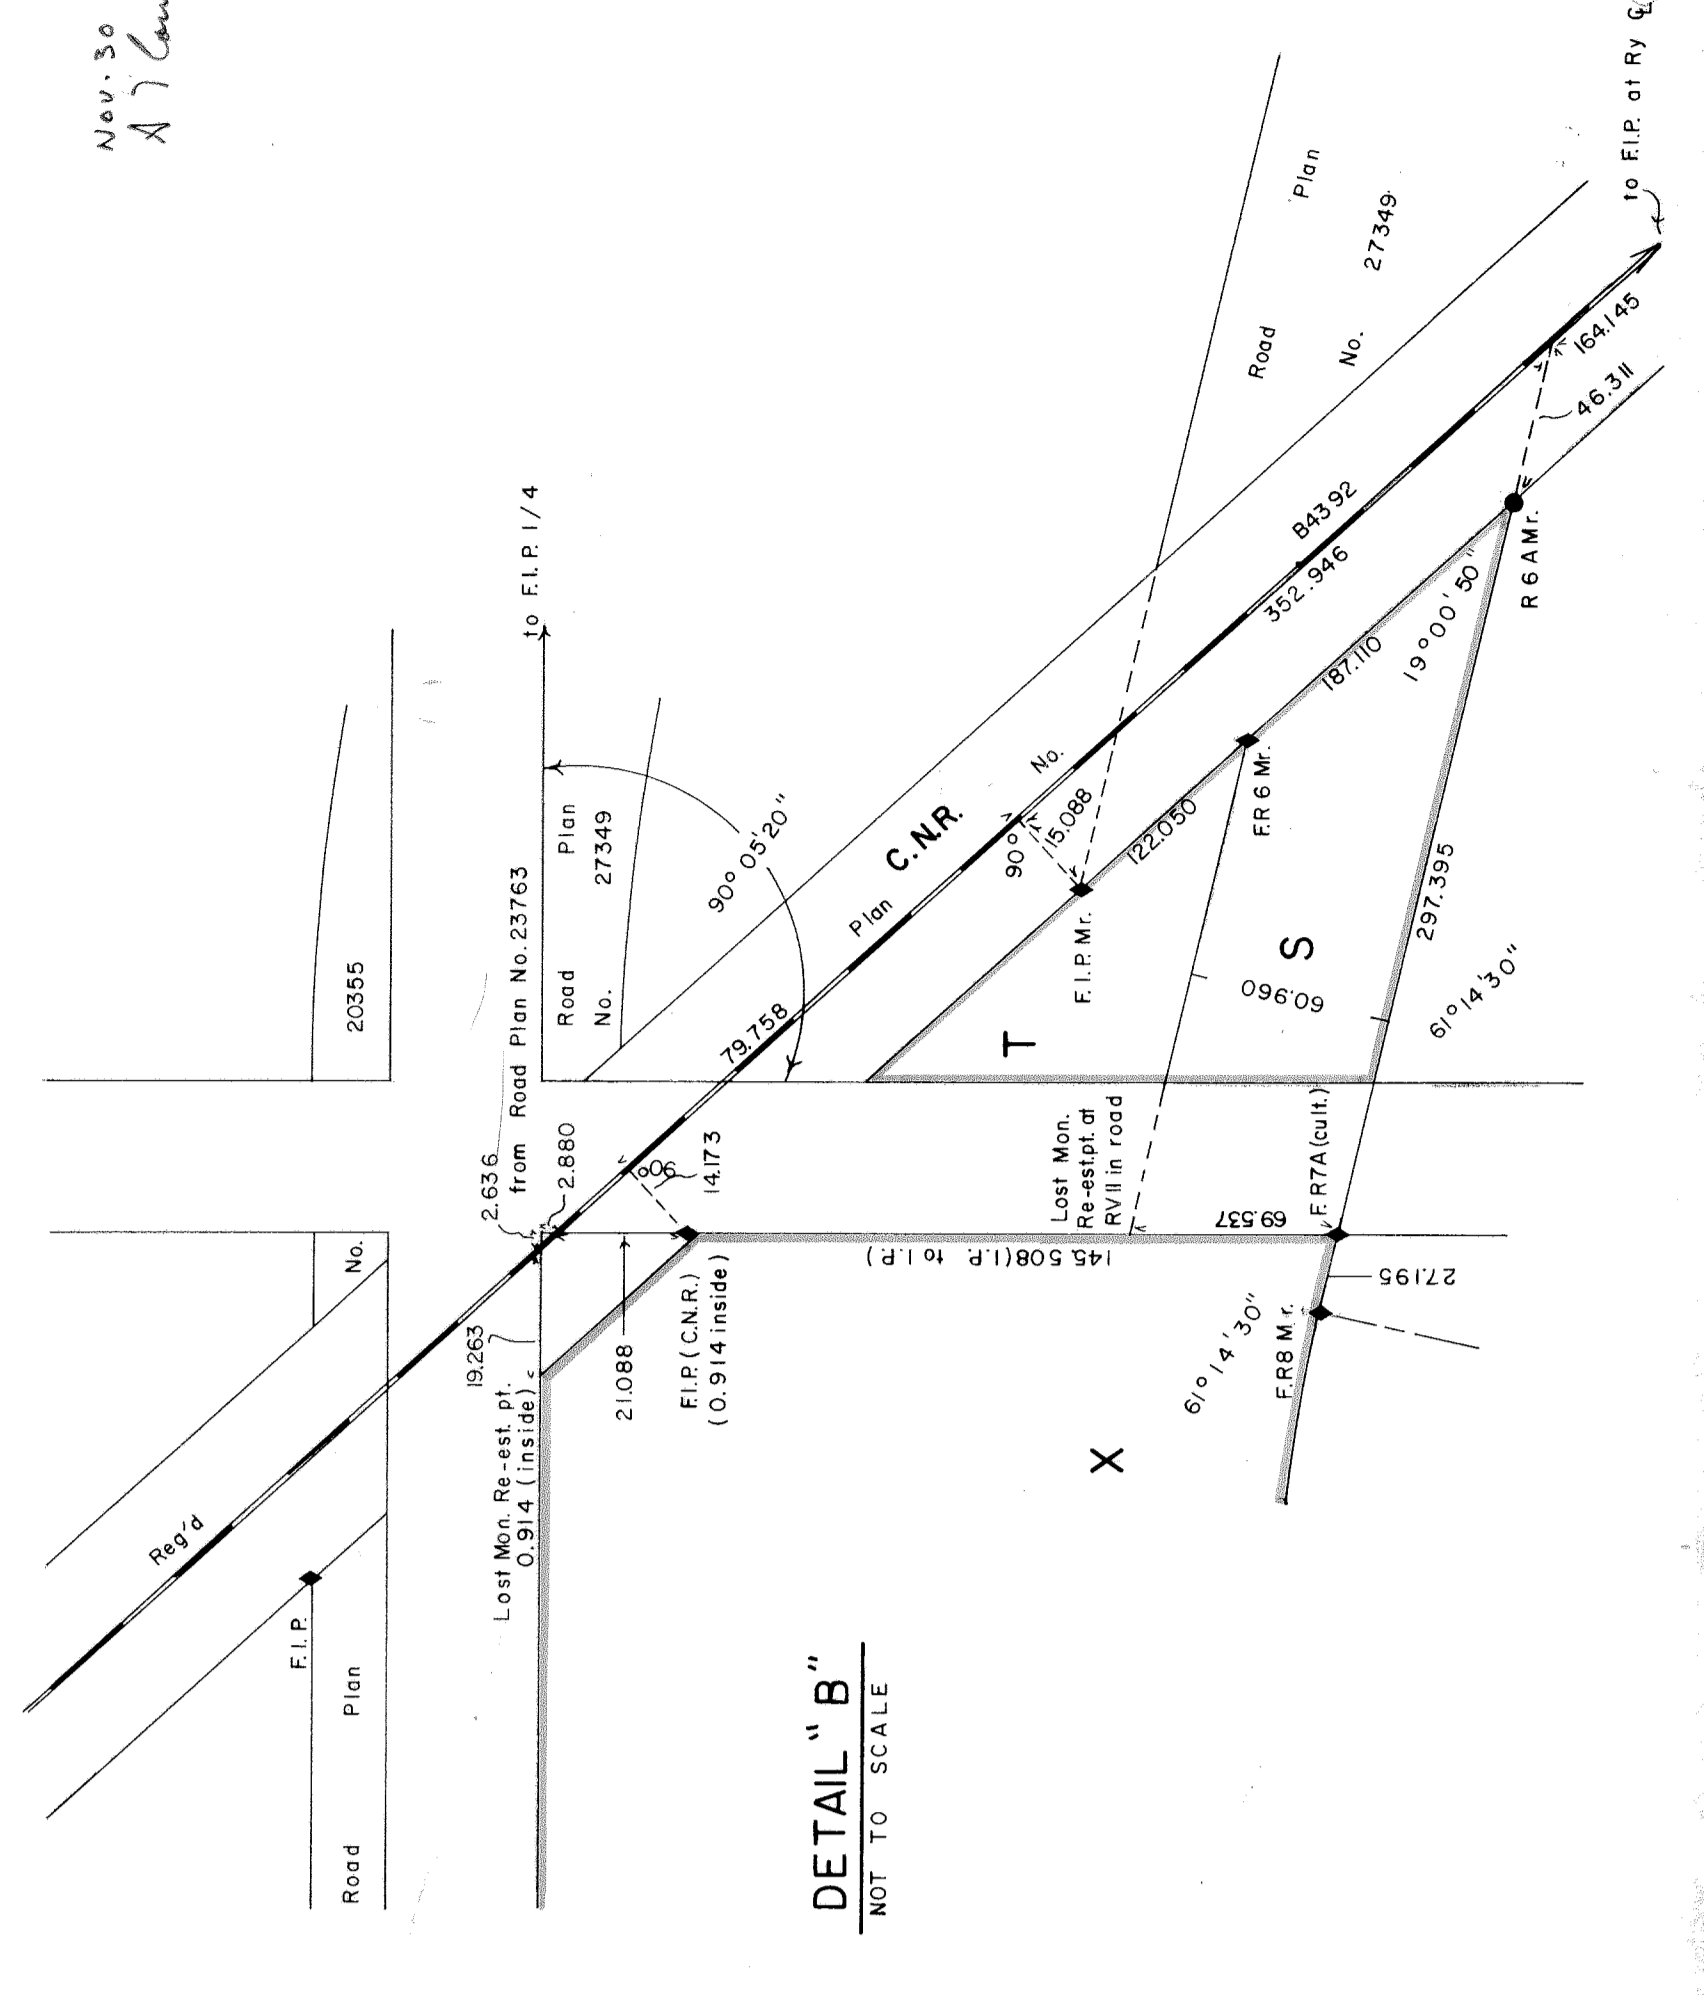 Nov. 30
to F.I.P. at Ry ℄
Plan
27349
Road
No.
164.145
46.311
to F.I.P. 1/4
B4392
352.946
R 6 AMr.
19°00'50"
187.110
20355
Road Plan
No. 27349
90°05'20"
C.N.R.
Plan No.
90°
15.088
122.050
F.R6 Mr.
F.I.P. Mr.
297.395
S
60.960
T
61°14'30"
79.758
2.636
from Road Plan No. 23763
2.880
90°
14.173
Lost Mon.
Re-est.pt. at
RV11 in road
69.537
F.R7A (cult.)
145.508 (I.P. to I.P.)
27.195
No.
19.263
Lost Mon. Re-est. pt.
0.914 (inside)
21.088
F.I.P. (C.N.R.)
(0.914 inside)
61°14'30"
F.R8 Mr.
X
Reg'd
F.I.P.
Road Plan
DETAIL "B"
NOT TO SCALE